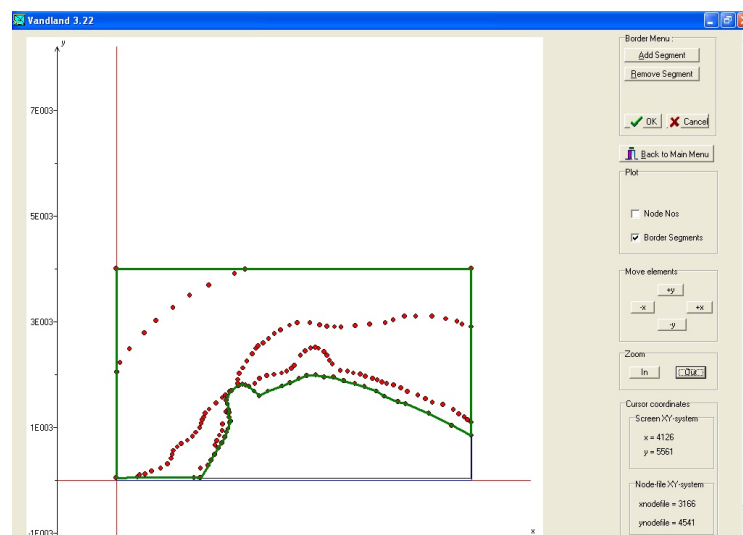 Vandland 3.22
y
7E003
5E003
3E003
1E003
-1E003
x
Border Menu :
Add Segment
Remove Segment
OK
Cancel
Back to Main Menu
Plot
Node Nos
Border Segments
Move elements
+y
-x
+x
-y
Zoom
In
Out
Cursor coordinates
Screen XY-system
x = 4126
y = 5561
Node-file XY-system
xnodefile = 3166
ynodefile = 4541